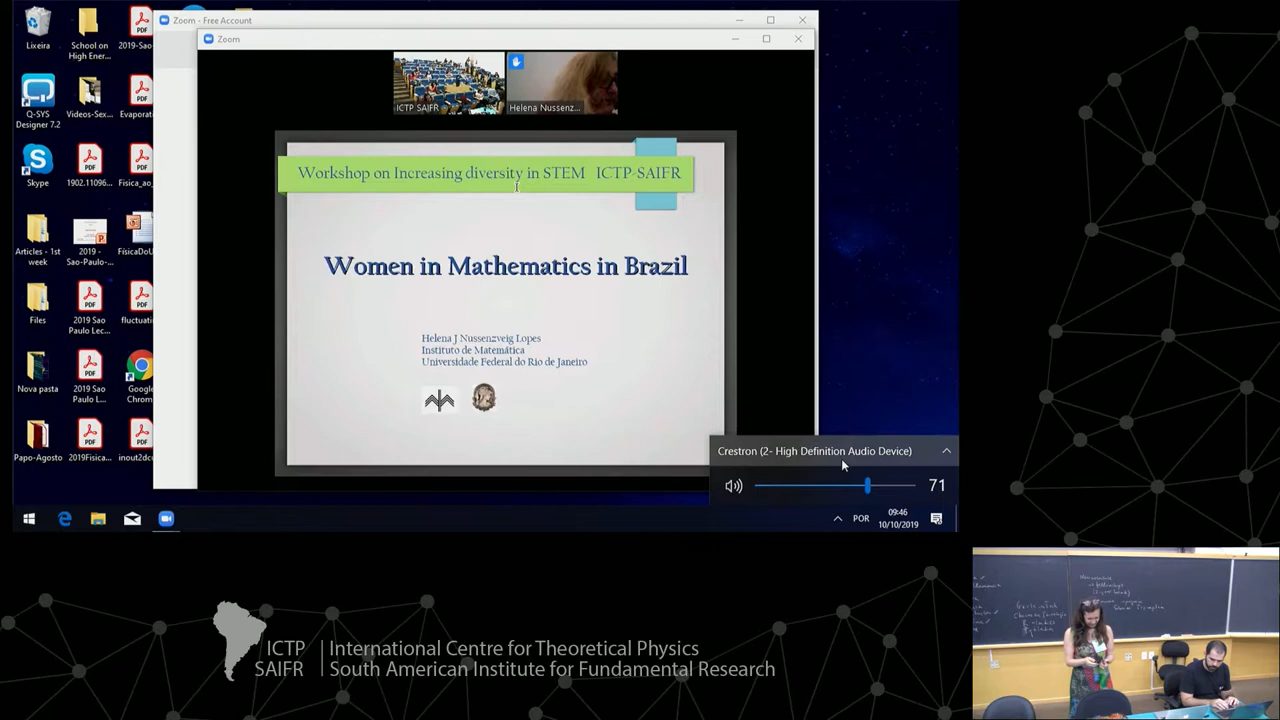 Zoom - Free Account
Zoom
Lixeira
School on
High Ener...
2019-Sao
Q-SYS
Designer 7.2
Videos-Sex...
Evaporat
Skype
1902.11096...
Fisica_ao_
Articles - 1st
week
2019 -
Sao-Paulo-...
FísicaDoU
Files
2019 Sao
Paulo Lec...
fluctuati
Nova pasta
2019 Sao
Paulo L...
Google
Chrom
Papo-Agosto
2019Fisica...
inout2dcu
ICTP SAIFR
Helena Nussenz...
Workshop on Increasing diversity in STEM ICTP-SAIFR
Women in Mathematics in Brazil
Helena J Nussenzveig Lopes
Instituto de Matemática
Universidade Federal do Rio de Janeiro
Crestron (2- High Definition Audio Device)
71
POR
09:46
10/10/2019
ICTP International Centre for Theoretical Physics
SAIFR South American Institute for Fundamental Research